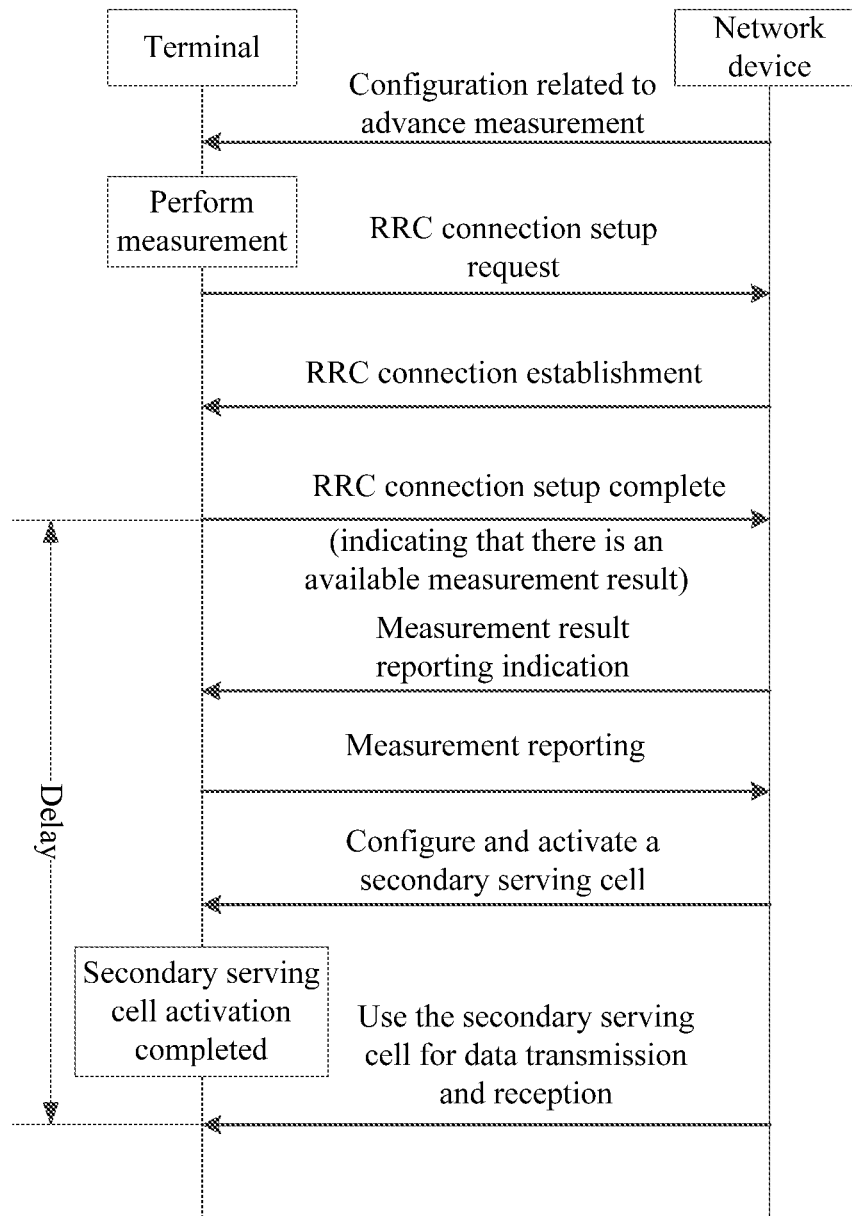 Terminal
Network
device
Configuration related to
advance measurement
Perform
measurement
RRC connection setup
request
RRC connection establishment
RRC connection setup complete
(indicating that there is an
available measurement result)
Measurement result
reporting indication
Measurement reporting
Delay
Configure and activate a
secondary serving cell
Secondary serving
cell activation
completed
Use the secondary serving
cell for data transmission
and reception